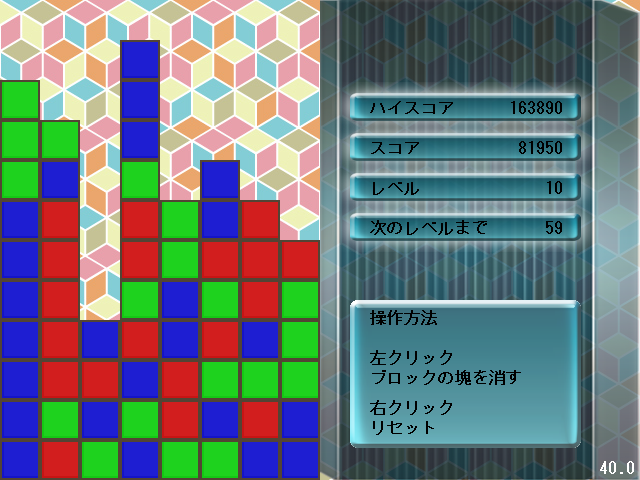 ハイスコア 163890
スコア 81950
レベル 10
次のレベルまで 59
操作方法
左クリック
ブロックの塊を消す
右クリック
リセット
40.0